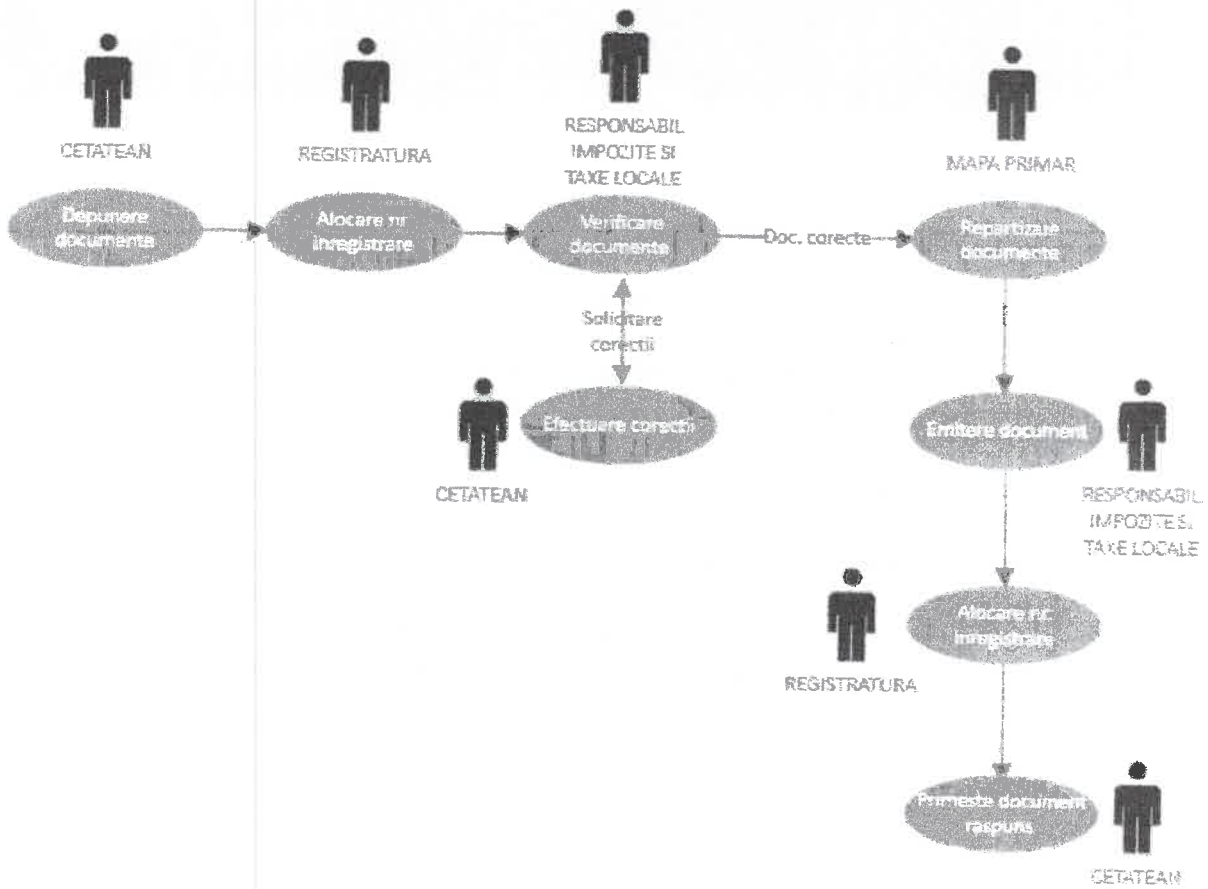 CETATEAN
REGISTRATURA
RESPONSABIL
IMPOZITE SI
TAXE LOCALE
MAPA PRIMAR
Depunere
documente
Alocare nr
inregistrare
Verificare
documente
Doc. corecte
Repartizare
documente
Solicitare
corectii
CETATEAN
Efectuere corectii
Emitere document
RESPONSABIL
IMPOZITE SI
TAXE LOCALE
REGISTRATURA
Alocare nr.
inregistrare
Primeste document
raspuns
CETATEAN